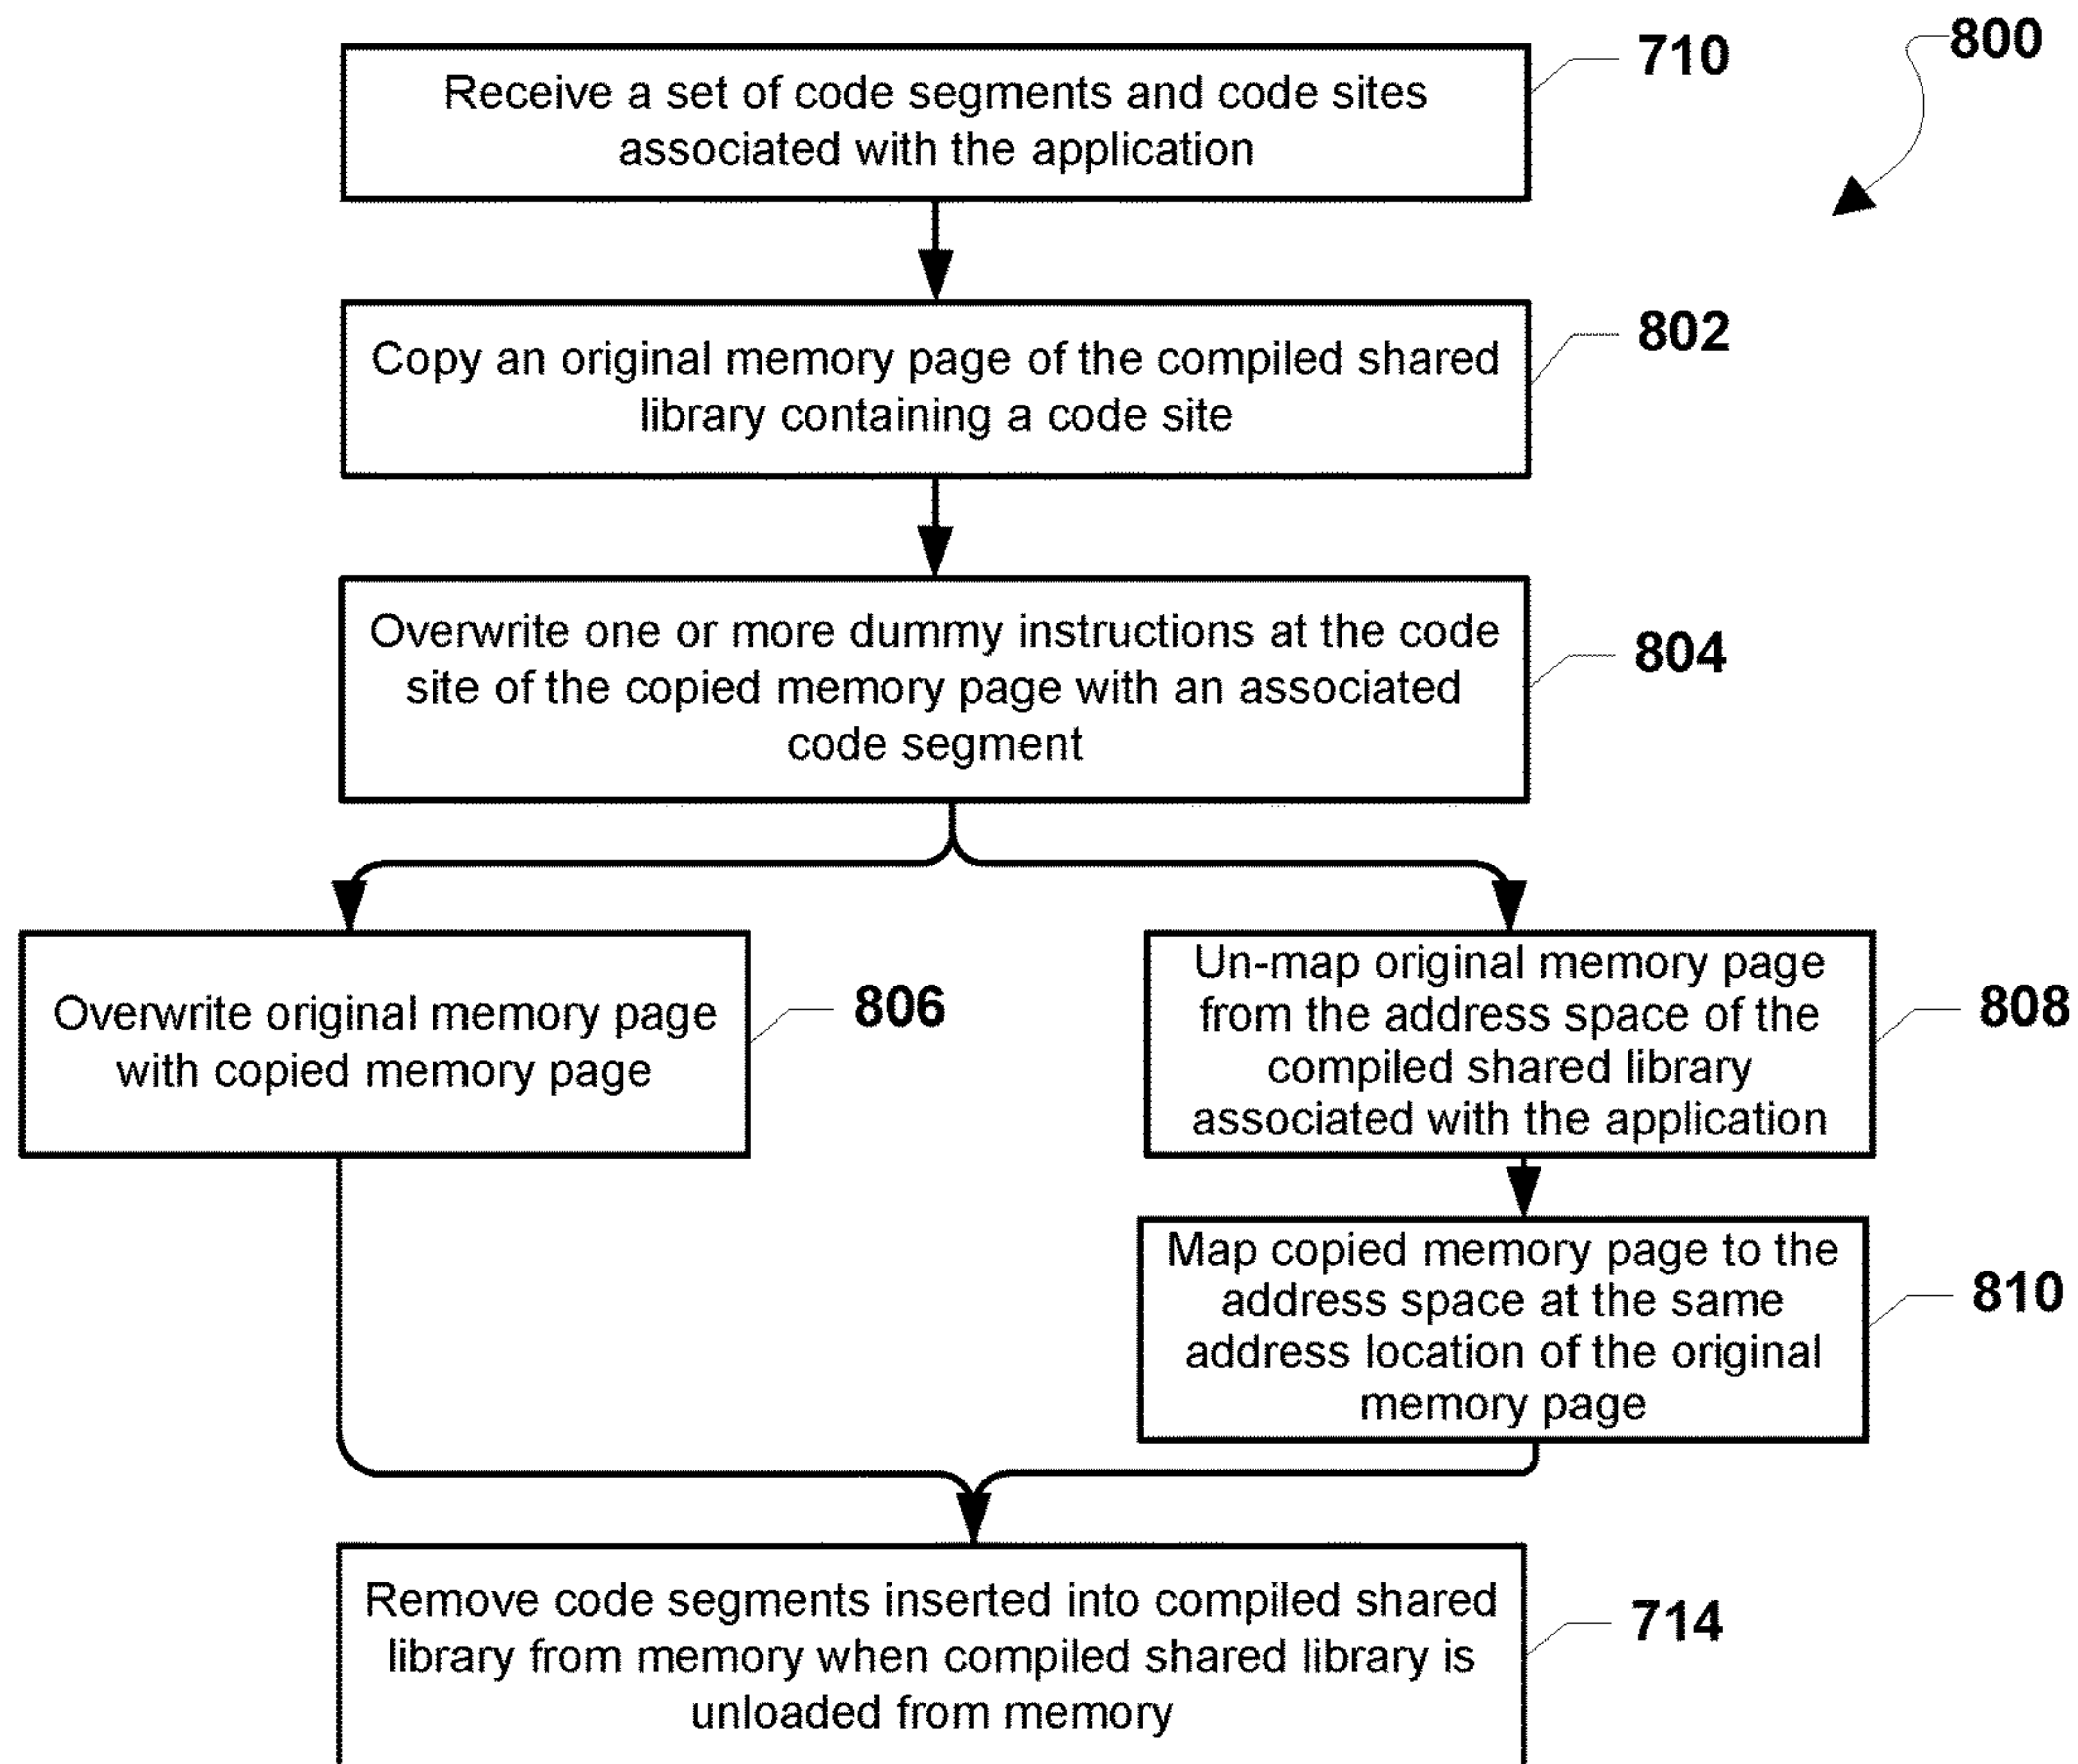 800
710
Receive a set of code segments and code sites
associated with the application
802
Copy an original memory page of the compiled shared
library containing a code site
804
Overwrite one or more dummy instructions at the code
site of the copied memory page with an associated
code segment
806
Overwrite original memory page
with copied memory page
808
Un-map original memory page
from the address space of the
compiled shared library
associated with the application
810
Map copied memory page to the
address space at the same
address location of the original
memory page
714
Remove code segments inserted into compiled shared
library from memory when compiled shared library is
unloaded from memory